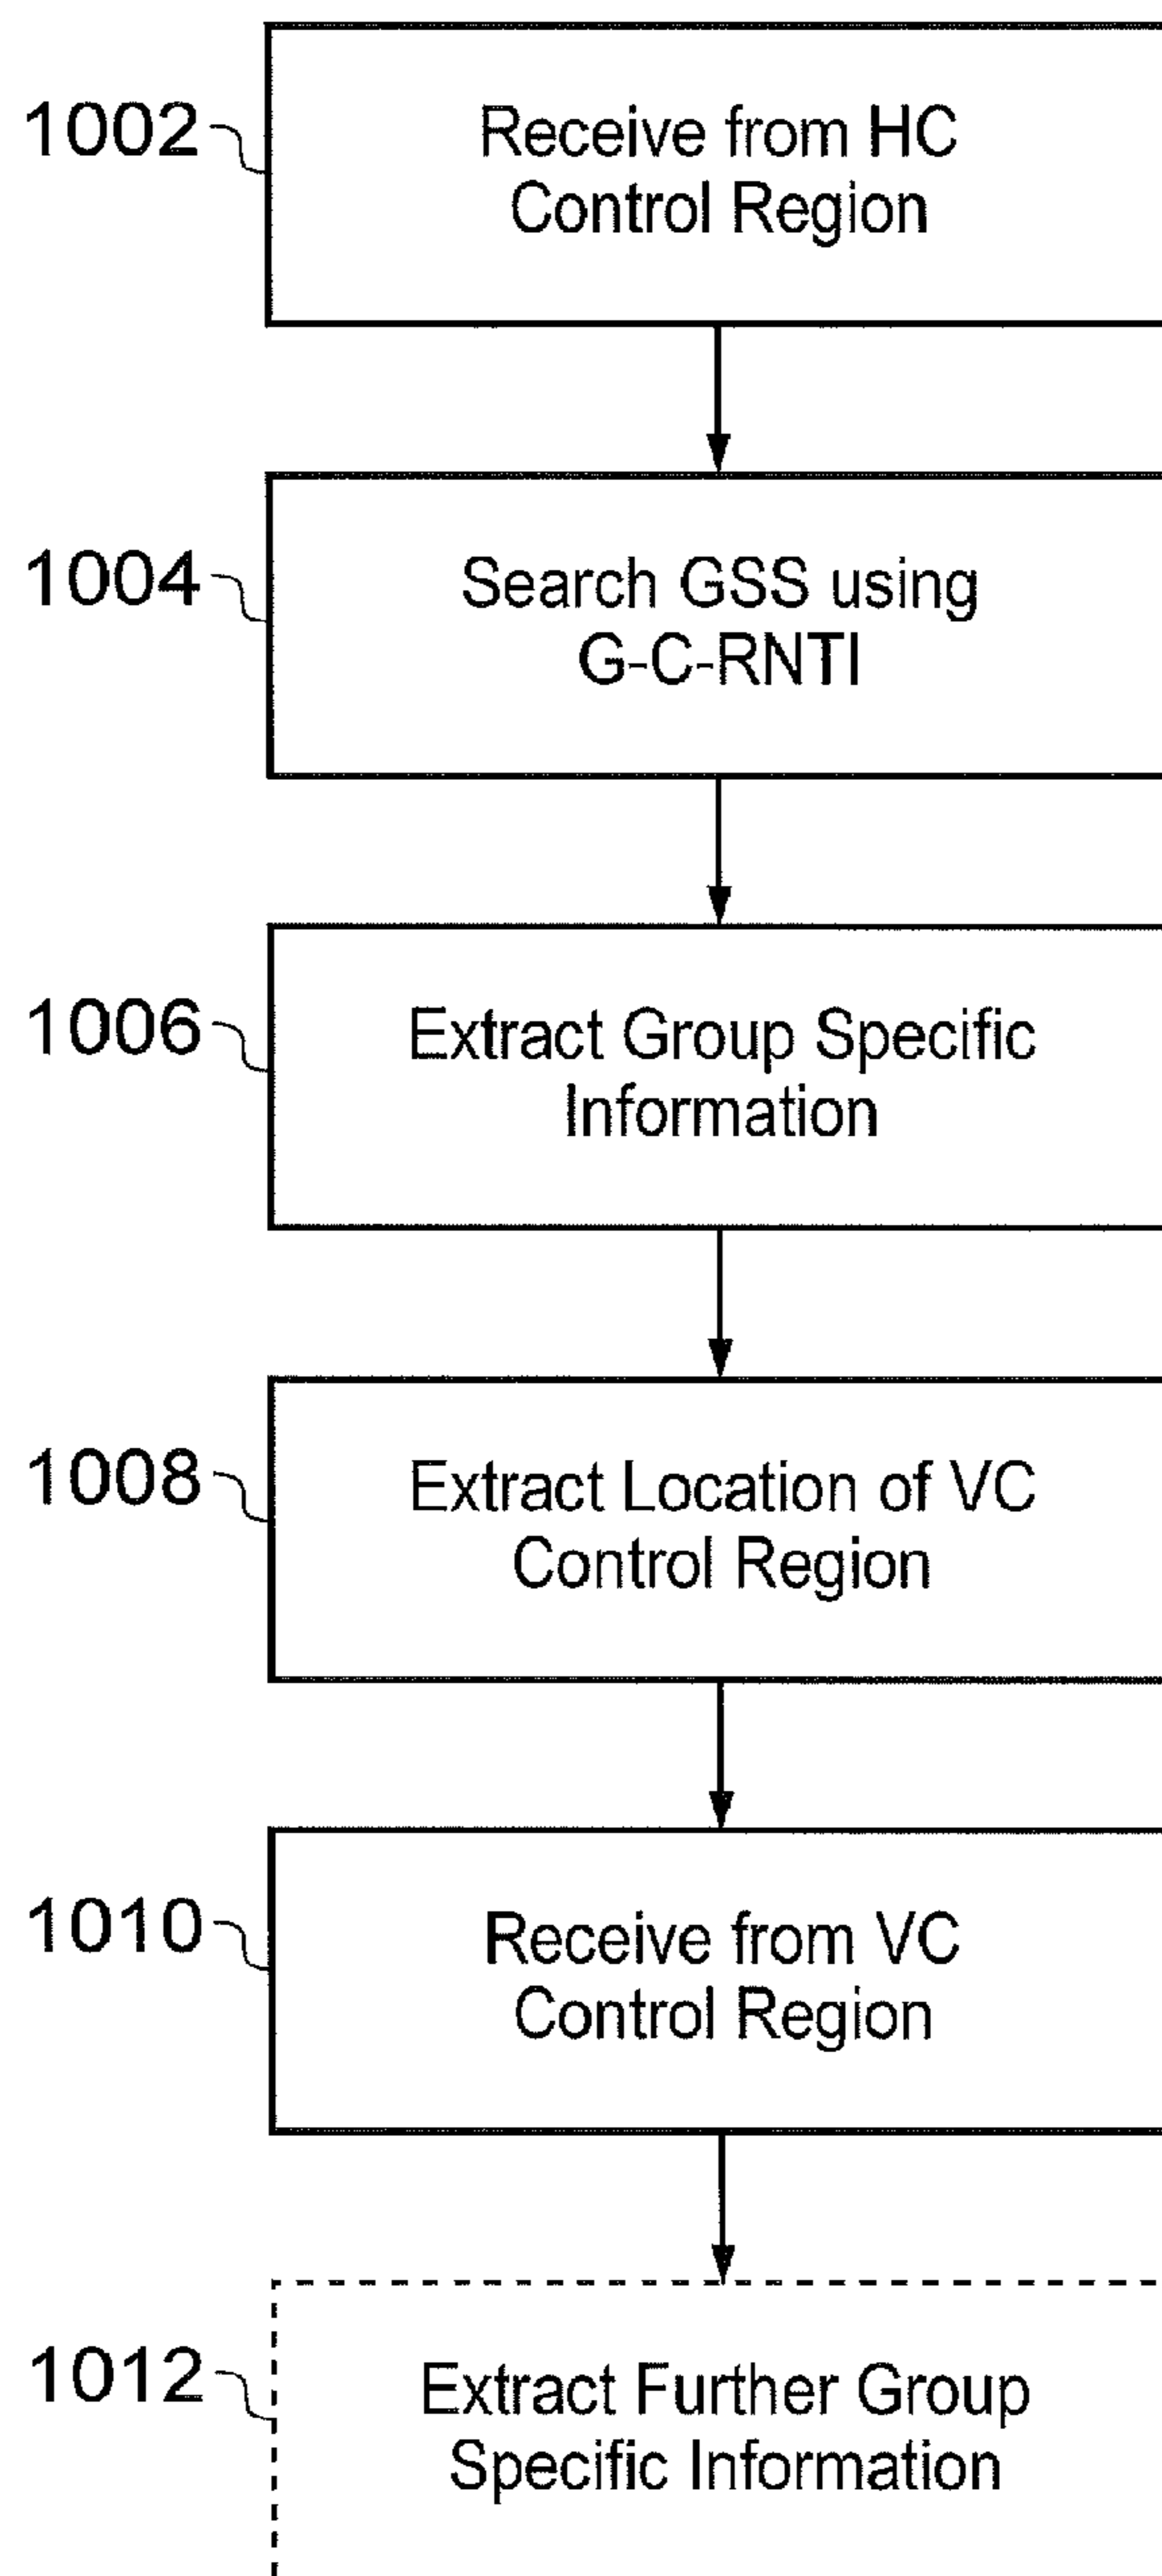 1002
Receive from HC
Control Region
1004
Search GSS using
G-C-RNTI
1006
Extract Group Specific
Information
1008
Extract Location of VC
Control Region
1010
Receive from VC
Control Region
1012
Extract Further Group
Specific Information